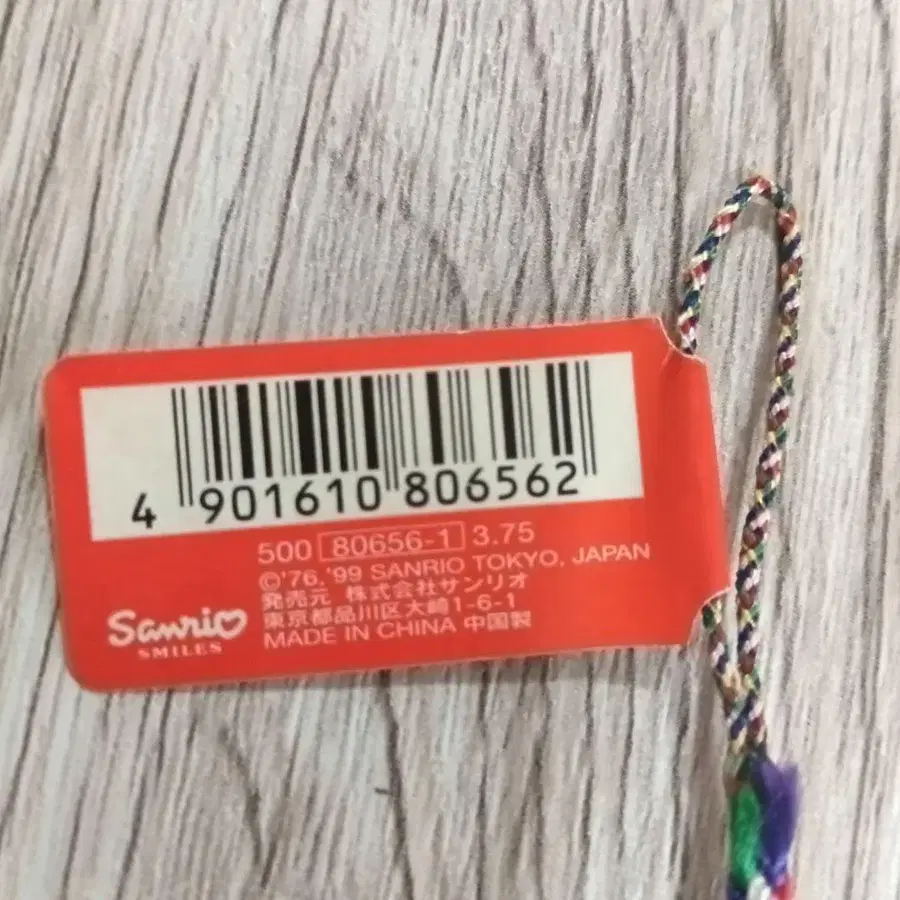 4 901610 806562
500 80656-1 3.75
©'76,'99 SANRIO TOKYO, JAPAN
発売元 株式会社サンリオ
東京都品川区大崎1-6-1
MADE IN CHINA 中国製
Sanrio
SMILES